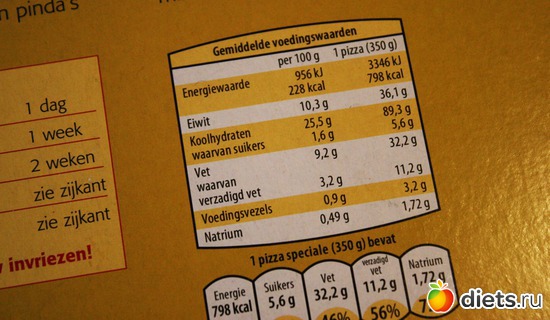 n pinda's
1 dag
1 week
2 weken
zie zijkant
zie zijkant
invriezen!
Gemiddelde voedingswaarden
per 100 g 1 pizza (350 g)
Energiewaarde 956 kJ 3346 kJ
228 kcal 798 kcal
Eiwit 10,3 g 36,1 g
Koolhydraten 25,5 g 89,3 g
waarvan suikers 1,6 g 5,6 g
Vet 9,2 g 32,2 g
waarvan
verzadigd vet 3,2 g 11,2 g
Voedingsvezels 0,9 g 3,2 g
Natrium 0,49 g 1,72 g
1 pizza speciale (350 g) bevat
Energie Suikers Vet verzadigd vet Natrium
798 kcal 5,6 g 32,2 g 11,2 g 1,72 g
46% 56%
diets.ru